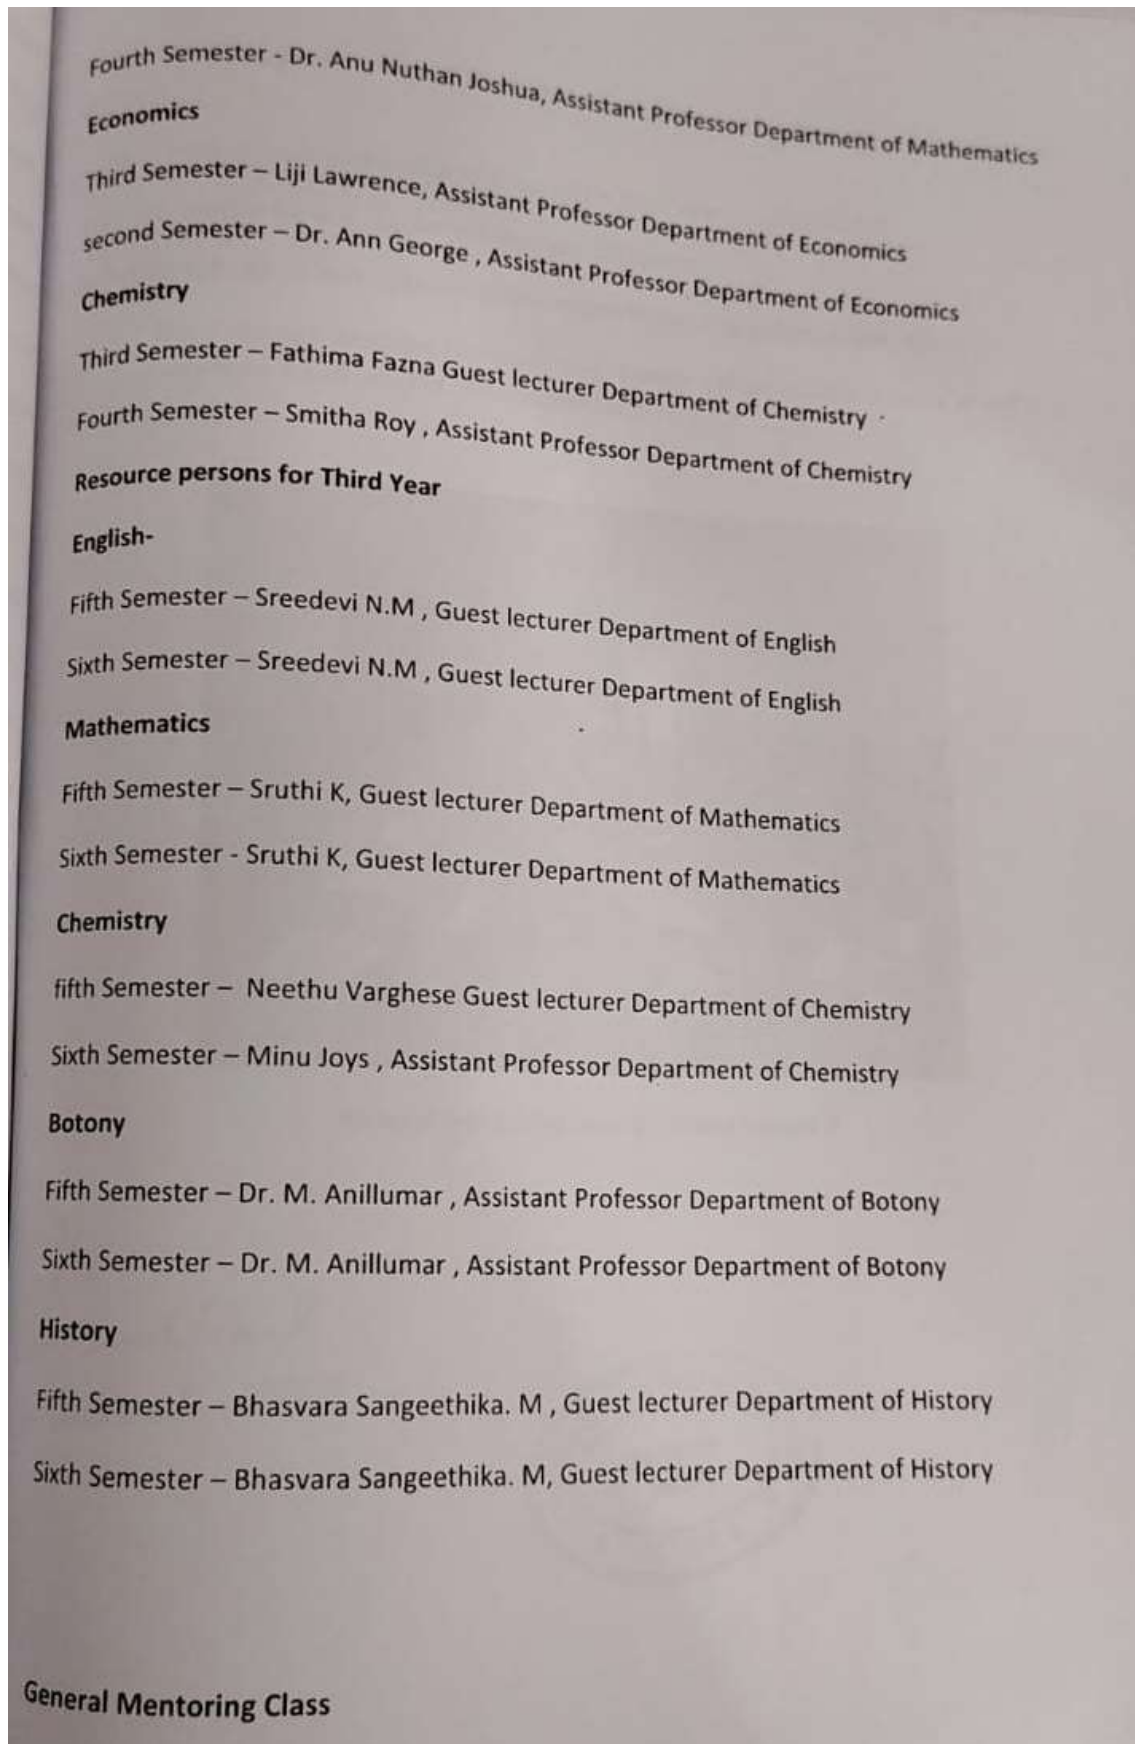 Fourth Semester - Dr. Anu Nuthan Joshua, Assistant Professor Department of Mathematics
Economics
Third Semester – Liji Lawrence, Assistant Professor Department of Economics
second Semester – Dr. Ann George , Assistant Professor Department of Economics
Chemistry
Third Semester – Fathima Fazna Guest lecturer Department of Chemistry
Fourth Semester – Smitha Roy , Assistant Professor Department of Chemistry
Resource persons for Third Year
English-
Fifth Semester – Sreedevi N.M , Guest lecturer Department of English
Sixth Semester – Sreedevi N.M , Guest lecturer Department of English
Mathematics
Fifth Semester – Sruthi K, Guest lecturer Department of Mathematics
Sixth Semester - Sruthi K, Guest lecturer Department of Mathematics
Chemistry
fifth Semester – Neethu Varghese Guest lecturer Department of Chemistry
Sixth Semester – Minu Joys , Assistant Professor Department of Chemistry
Botony
Fifth Semester – Dr. M. Anillumar , Assistant Professor Department of Botony
Sixth Semester – Dr. M. Anillumar , Assistant Professor Department of Botony
History
Fifth Semester – Bhasvara Sangeethika. M , Guest lecturer Department of History
Sixth Semester – Bhasvara Sangeethika. M, Guest lecturer Department of History
General Mentoring Class